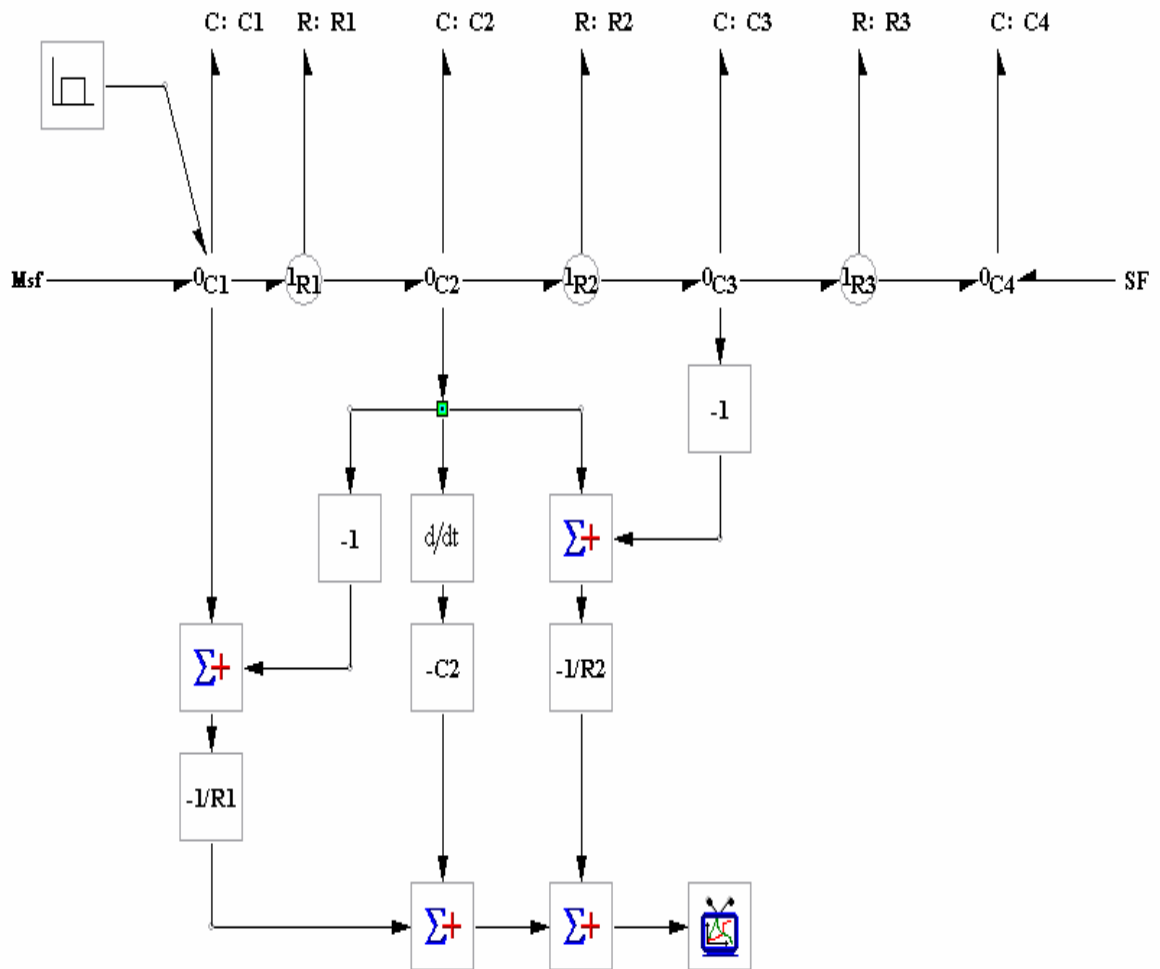 C: C1 R: R1 C: C2 R: R2 C: C3 R: R3 C: C4
Msf 0C1 1R1 0C2 1R2 0C3 1R3 0C4 SF
-1
-1 d/dt Σ+
Σ+ -C2 -1/R2
-1/R1
Σ+ Σ+